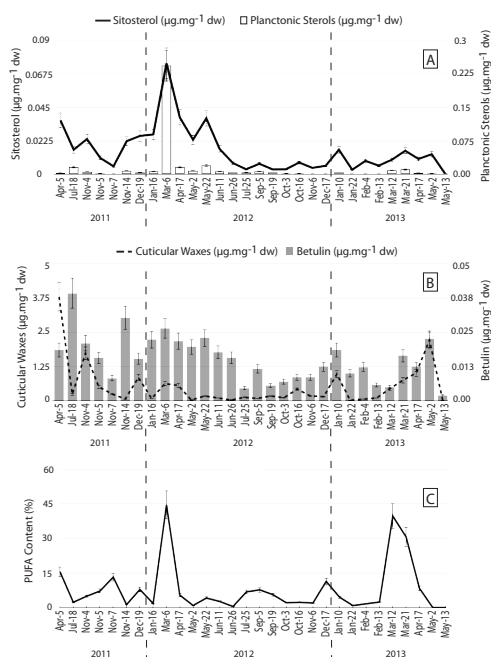 Sitosterol (µg.mg⁻¹ dw) Planctonic Sterols (µg.mg⁻¹ dw)
A
Sitosterol (µg.mg⁻¹ dw)
0.09
0.0675
0.045
0.0225
0
Planctonic Sterols (µg.mg⁻¹ dw)
0.3
0.225
0.15
0.075
0.00
Apr-5 Jul-18 Nov-4 Nov-5 Nov-7 Nov-14 Dec-19 Jan-16 Mar-6 Apr-17 May-2 May-22 Jun-11 Jun-26 Jul-25 Sep-5 Sep-19 Oct-3 Oct-16 Nov-6 Dec-17 Jan-10 Jan-22 Feb-4 Feb-13 Mar-12 Mar-21 Apr-17 May-2 May-13
2011 2012 2013
Cuticular Waxes (µg.mg⁻¹ dw) Betulin (µg.mg⁻¹ dw)
B
Cuticular Waxes (µg.mg⁻¹ dw)
5
3.75
2.5
1.25
0
Betulin (µg.mg⁻¹ dw)
0.05
0.038
0.025
0.013
0.00
Apr-5 Jul-18 Nov-4 Nov-5 Nov-7 Nov-14 Dec-19 Jan-16 Mar-6 Apr-17 May-2 May-22 Jun-11 Jun-26 Jul-25 Sep-5 Sep-19 Oct-3 Oct-16 Nov-6 Dec-17 Jan-10 Jan-22 Feb-4 Feb-13 Mar-12 Mar-21 Apr-17 May-2 May-13
2011 2012 2013
C
PUFA Content (%)
60
45
30
15
0
Apr-5 Jul-18 Nov-4 Nov-5 Nov-7 Nov-14 Dec-19 Jan-16 Mar-6 Apr-17 May-2 May-22 Jun-11 Jun-26 Jul-25 Sep-5 Sep-19 Oct-3 Oct-16 Nov-6 Dec-17 Jan-10 Jan-22 Feb-4 Feb-13 Mar-12 Mar-21 Apr-17 May-2 May-13
2011 2012 2013